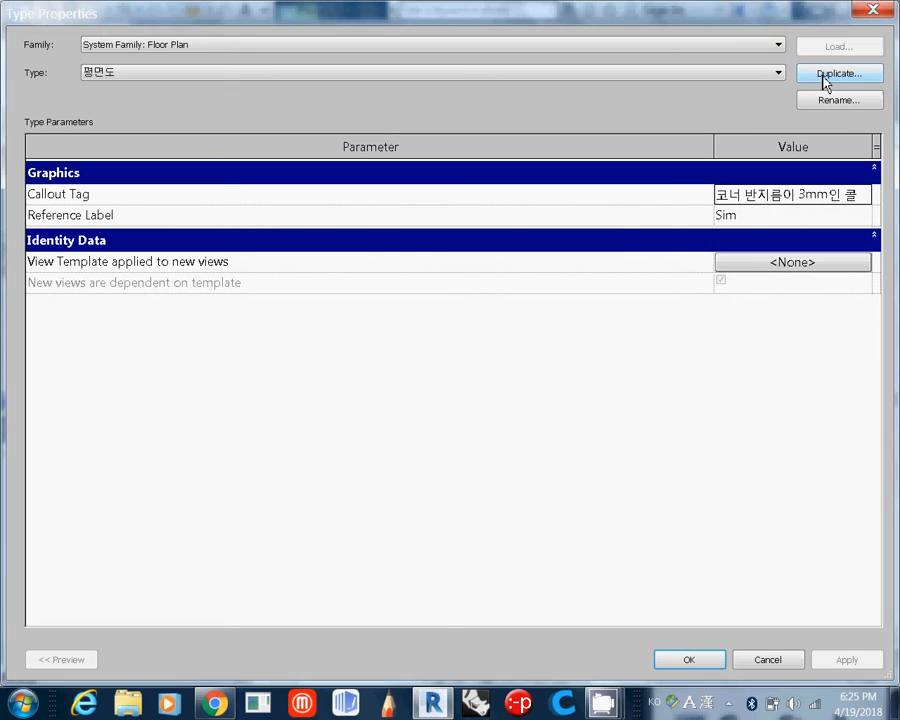 Type Properties
Family: System Family: Floor Plan Load...
Type: 평면도 Duplicate...
Rename...
Type Parameters
Parameter Value =
Graphics
Callout Tag 코너 반지름이 3mm인 콜
Reference Label Sim
Identity Data
View Template applied to new views <None>
New views are dependent on template
<< Preview OK Cancel Apply
KO A 漢 6:25 PM
4/19/2018